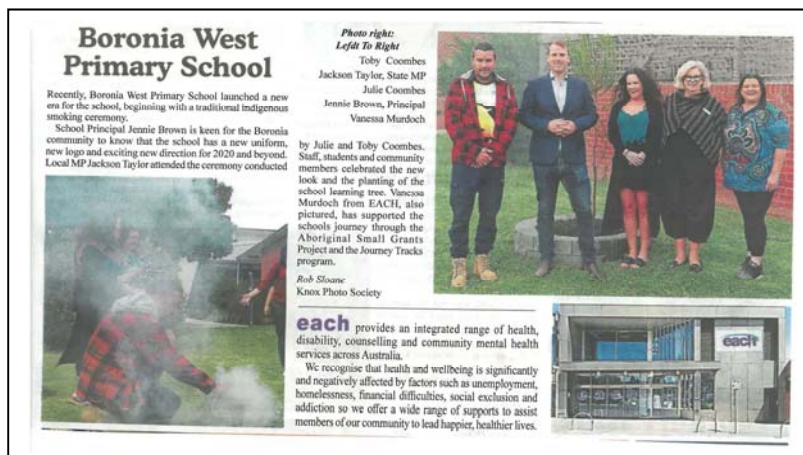 Boronia West
Primary School
Recently, Boronia West Primary School launched a new
era for the school, beginning with a traditional indigenous
smoking ceremony.
School Principal Jennie Brown is keen for the Boronia
community to know that the school has a new uniform,
new logo and exciting new direction for 2020 and beyond.
Local MP Jackson Taylor attended the ceremony conducted
Photo right:
Lefdt To Right
Toby Coombes
Jackson Taylor, State MP
Julie Coombes
Jennie Brown, Principal
Vanessa Murdoch
by Julie and Toby Coombes.
Staff, students and community
members celebrated the new
look and the planting of the
school learning tree. Vanessa
Murdoch from EACH, also
pictured, has supported the
schools journey through the
Aboriginal Small Grants
Project and the Journey Tracks
program.
Rob Sloane
Knox Photo Society
each provides an integrated range of health,
disability, counselling and community mental health
services across Australia.
We recognise that health and wellbeing is significantly
and negatively affected by factors such as unemployment,
homelessness, financial difficulties, social exclusion and
addiction so we offer a wide range of supports to assist
members of our community to lead happier, healthier lives.
each